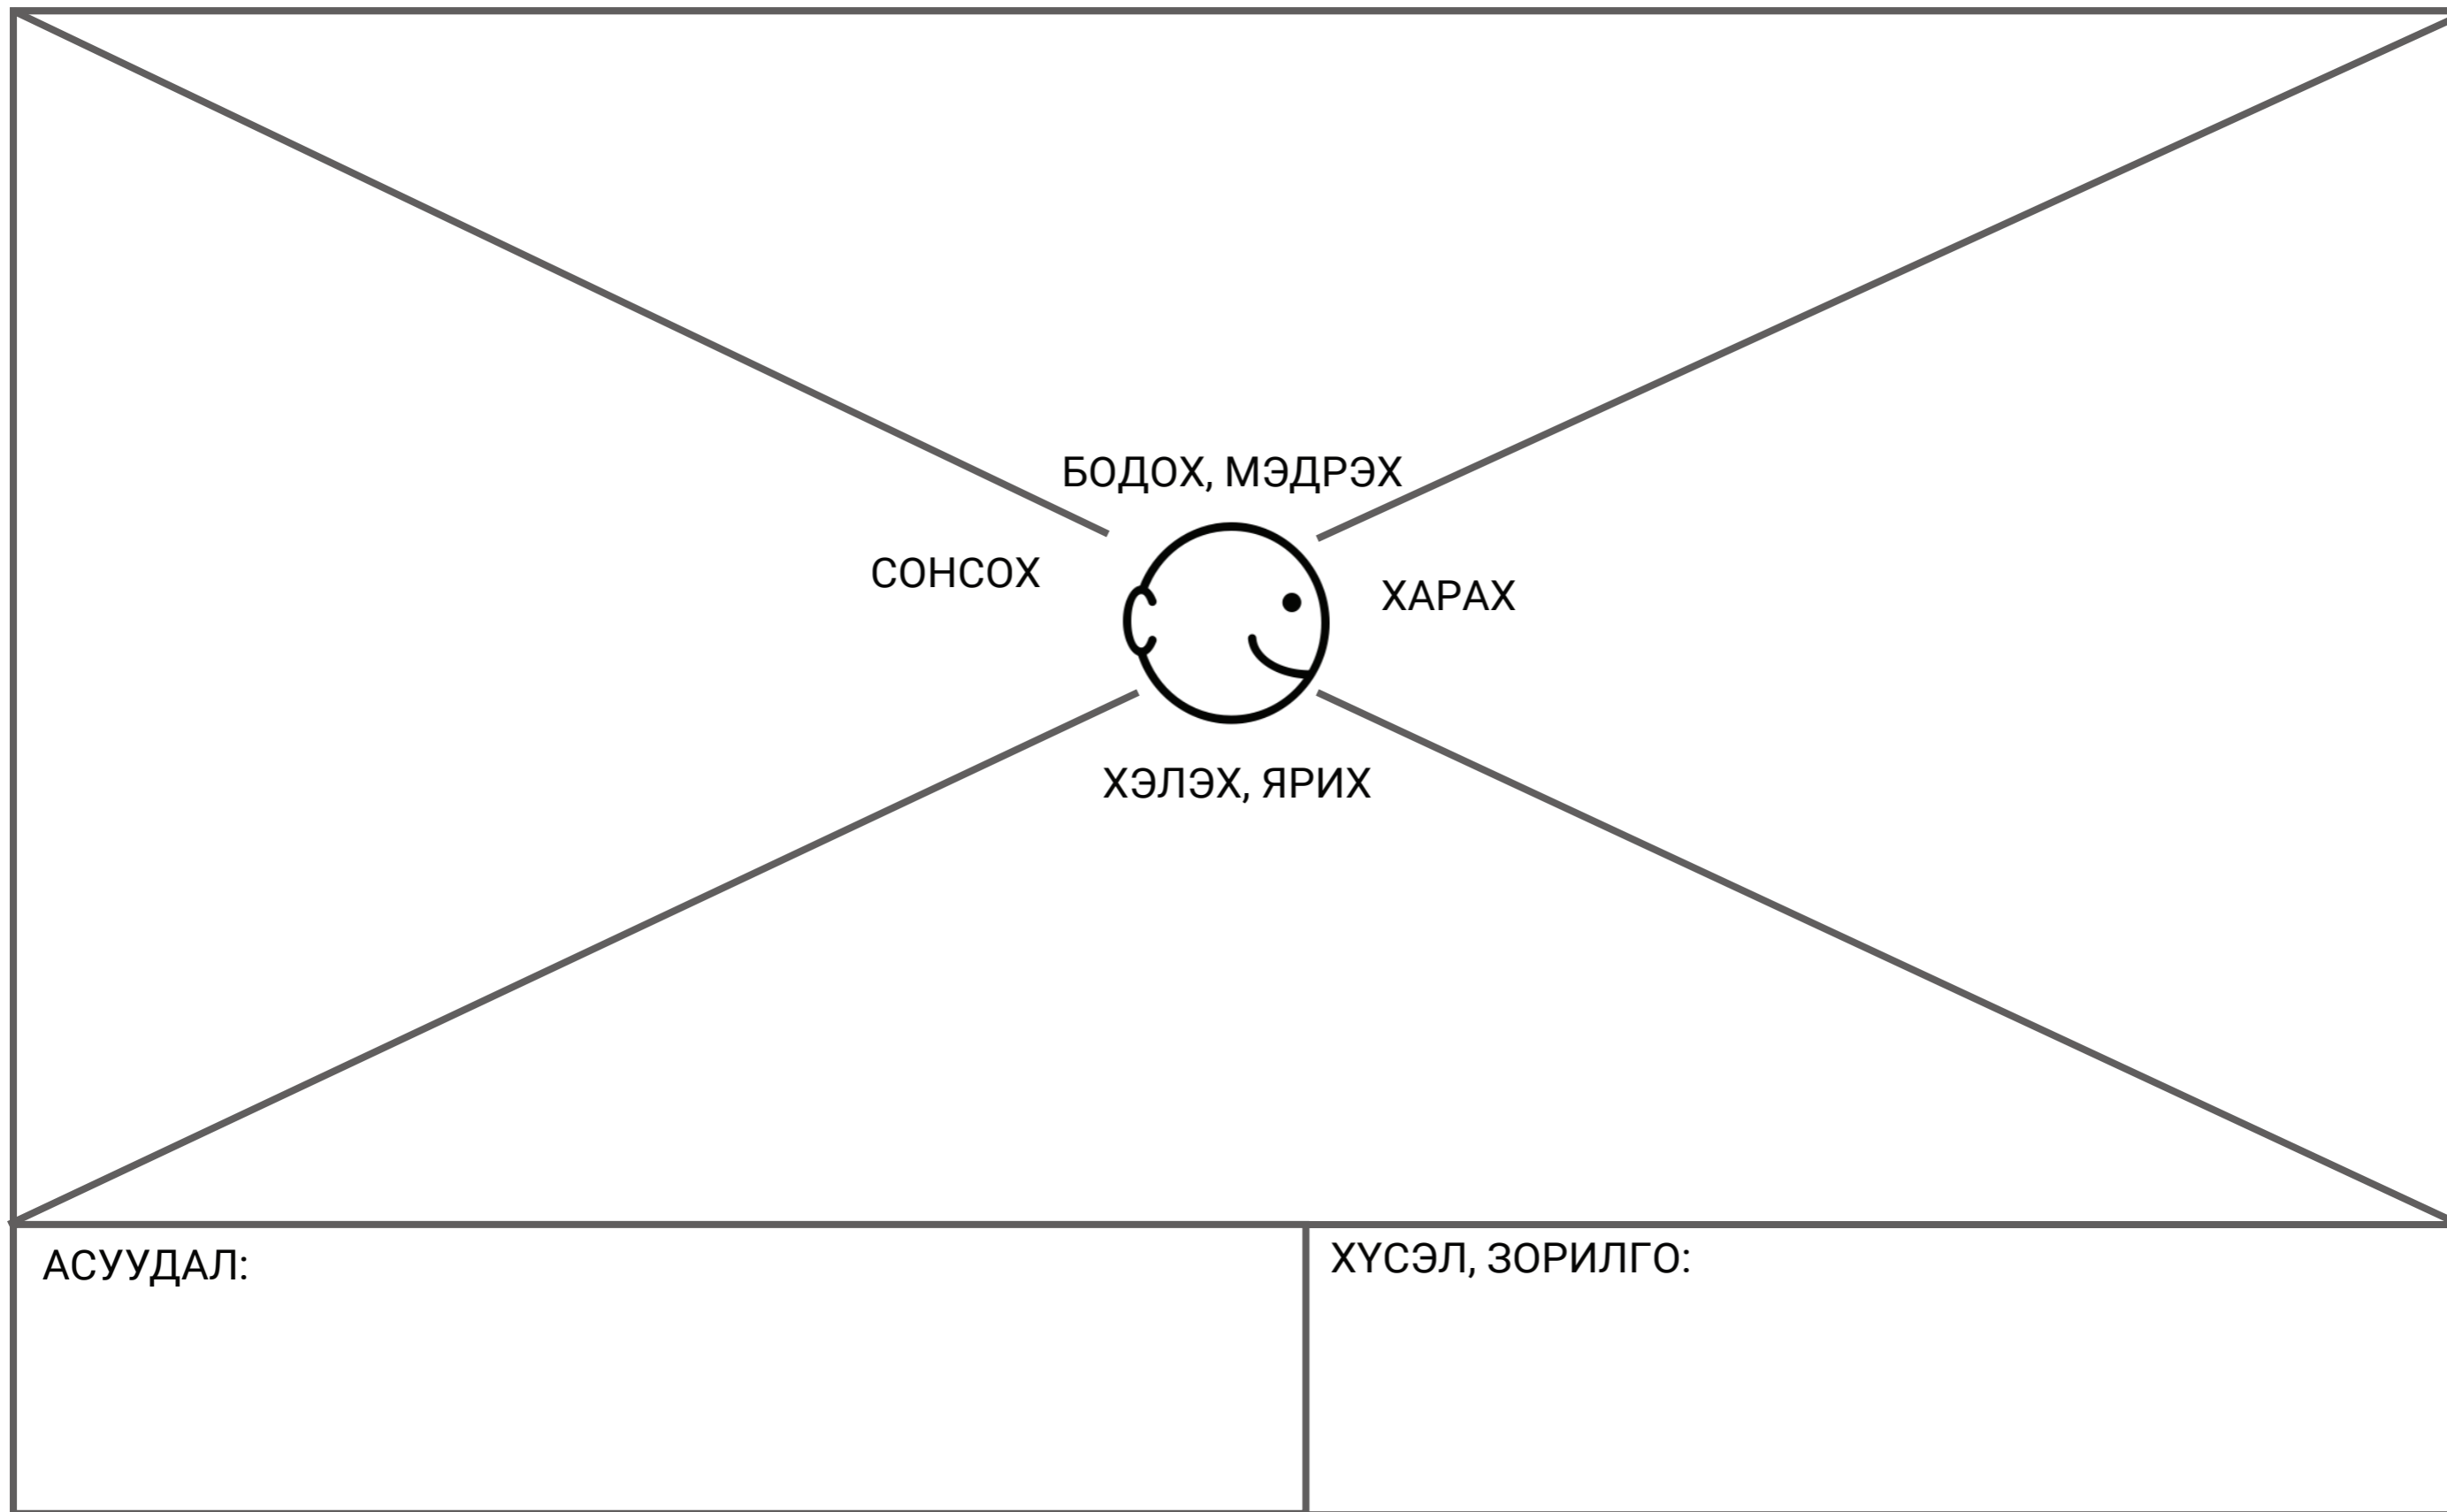 БОДОХ, МЭДРЭХ
СОНСОХ
ХАРАХ
ХЭЛЭХ, ЯРИХ
АСУУДАЛ:
ХҮСЭЛ, ЗОРИЛГО: